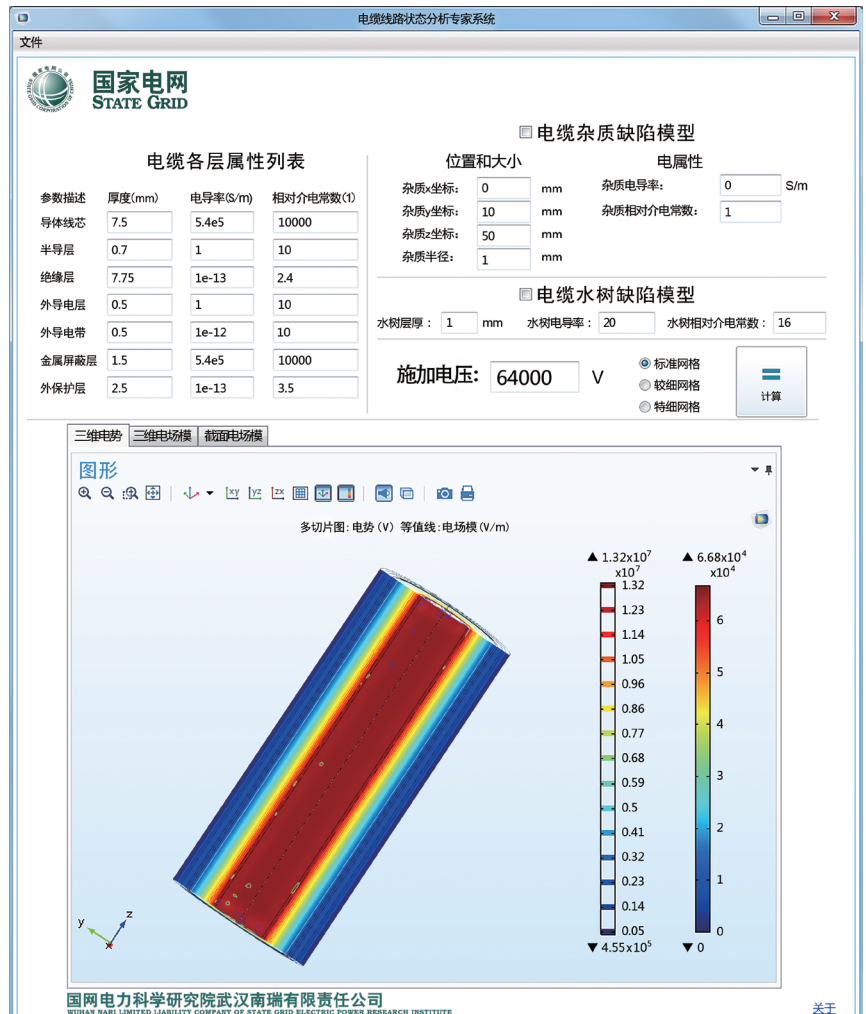 电缆线路状态分析专家系统
文件
国家电网
STATE GRID
电缆各层属性列表
参数描述 厚度(mm) 电导率(S/m) 相对介电常数(1)
导体线芯 7.5 5.4e5 10000
半导层 0.7 1 10
绝缘层 7.75 1e-13 2.4
外导电层 0.5 1 10
外导电带 0.5 1e-12 10
金属屏蔽层 1.5 5.4e5 10000
外保护层 2.5 1e-13 3.5
电缆杂质缺陷模型
位置和大小 电属性
杂质x坐标: 0 mm 杂质电导率: 0 S/m
杂质y坐标: 10 mm 杂质相对介电常数: 1
杂质z坐标: 50 mm
杂质半径: 1 mm
电缆水树缺陷模型
水树层厚: 1 mm 水树电导率: 20 水树相对介电常数: 16
施加电压: 64000 V
标准网格
较细网格
特细网格
计算
三维电势 三维电场模 截面电场模
图形
xy yz zx
多切片图:电势(V) 等值线:电场模(V/m)
▲ 1.32x10⁷ ▲ 6.68x10⁴
x10⁷ x10⁴
1.32
1.23
1.14
1.05
0.96
0.86
0.77
0.68
0.59
0.5
0.41
0.32
0.23
0.14
0.05
▼ 4.55x10⁵
6
5
4
3
2
1
0
▼ 0
y z
x
国网电力科学研究院武汉南瑞有限责任公司
WUHAN NARI LIMITED LIABILITY COMPANY OF STATE GRID ELECTRIC POWER RESEARCH INSTITUTE
关于